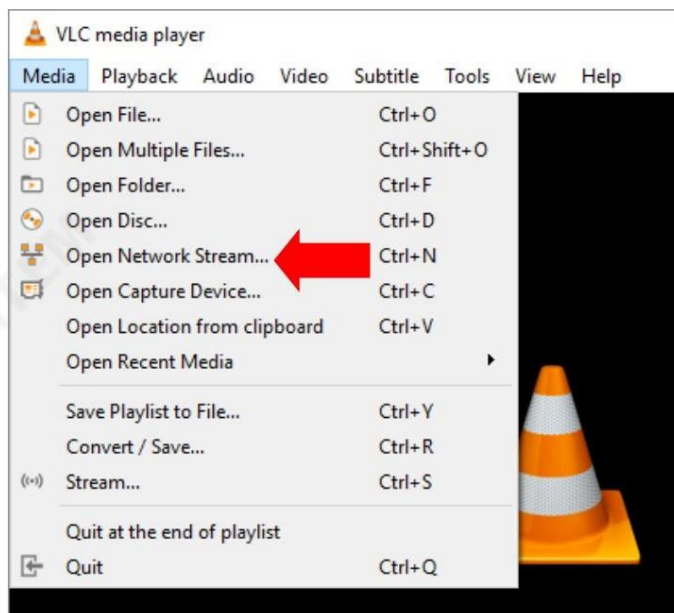 VLC media player
Media Playback Audio Video Subtitle Tools View Help
Open File... Ctrl+O
Open Multiple Files... Ctrl+Shift+O
Open Folder... Ctrl+F
Open Disc... Ctrl+D
Open Network Stream... Ctrl+N
Open Capture Device... Ctrl+C
Open Location from clipboard Ctrl+V
Open Recent Media
Save Playlist to File... Ctrl+Y
Convert / Save... Ctrl+R
Stream... Ctrl+S
Quit at the end of playlist
Quit Ctrl+Q